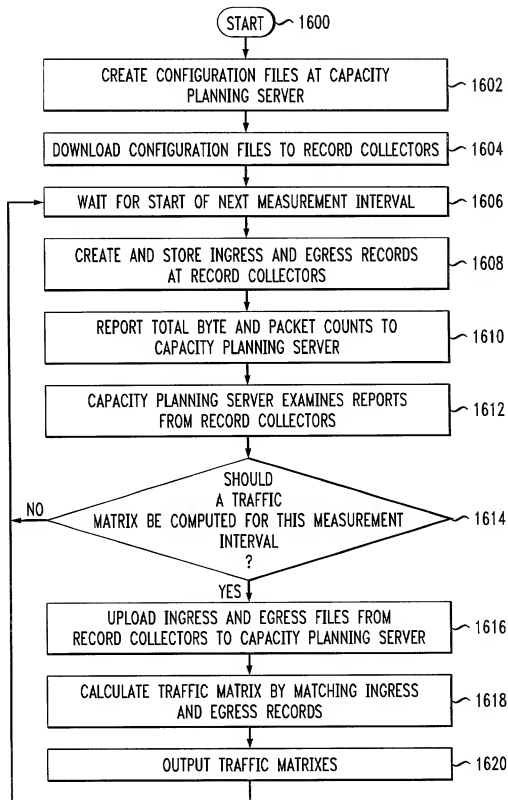 START 1600
CREATE CONFIGURATION FILES AT CAPACITY
PLANNING SERVER
1602
DOWNLOAD CONFIGURATION FILES TO RECORD COLLECTORS 1604
WAIT FOR START OF NEXT MEASUREMENT INTERVAL 1606
CREATE AND STORE INGRESS AND EGRESS RECORDS
AT RECORD COLLECTORS
1608
REPORT TOTAL BYTE AND PACKET COUNTS TO
CAPACITY PLANNING SERVER
1610
CAPACITY PLANNING SERVER EXAMINES REPORTS
FROM RECORD COLLECTORS
1612
SHOULD
A TRAFFIC
MATRIX BE COMPUTED FOR THIS MEASUREMENT
INTERVAL
?
1614
NO
YES
UPLOAD INGRESS AND EGRESS FILES FROM
RECORD COLLECTORS TO CAPACITY PLANNING SERVER
1616
CALCULATE TRAFFIC MATRIX BY MATCHING INGRESS
AND EGRESS RECORDS
1618
OUTPUT TRAFFIC MATRIXES 1620